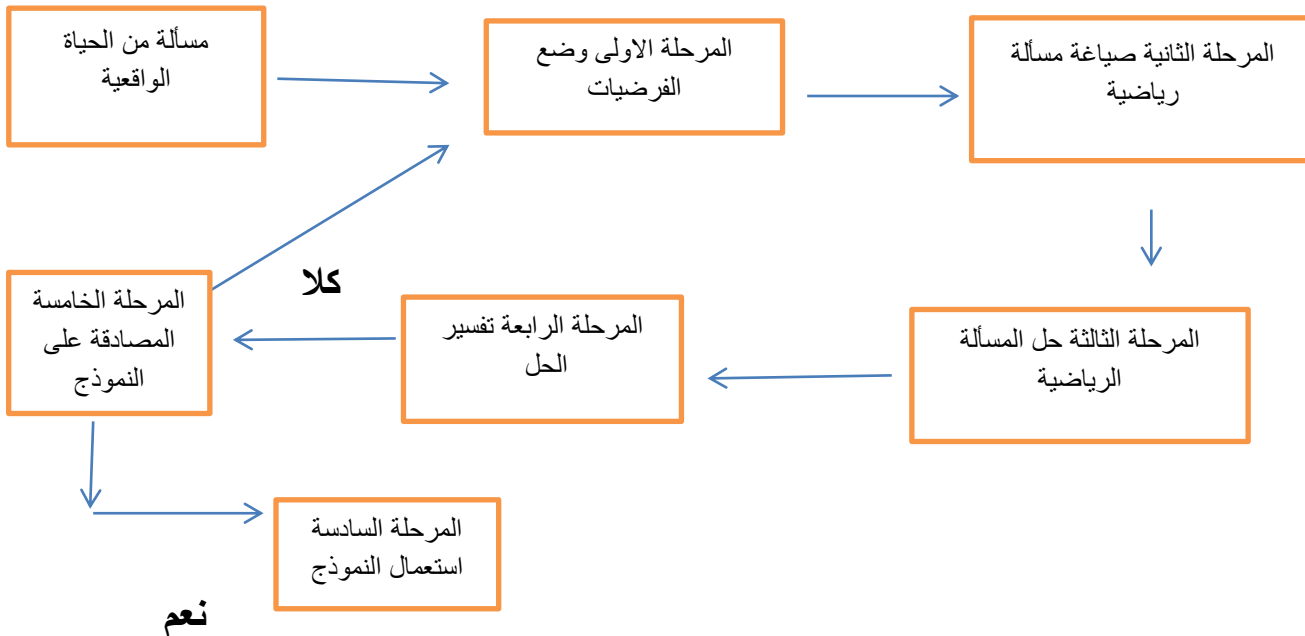 مسألة من الحياة
الواقعية
المرحلة الاولى وضع
الفرضيات
المرحلة الثانية صياغة مسألة
رياضية
المرحلة الثالثة حل المسألة
الرياضية
المرحلة الرابعة تفسير
الحل
كلا
المرحلة الخامسة
المصادقة على
النموذج
المرحلة السادسة
استعمال النموذج
نعم